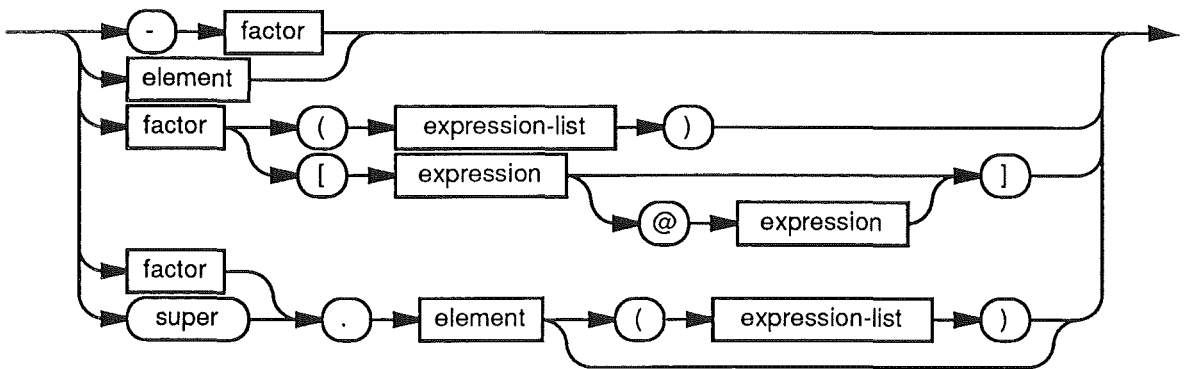 - factor
element
factor ( expression-list )
[ expression ]
@ expression
factor
super . element ( expression-list )